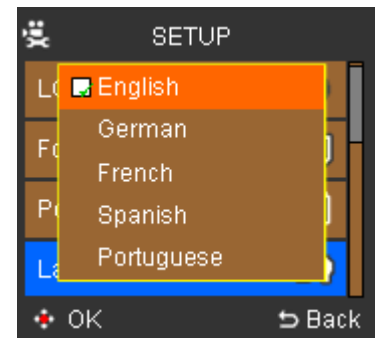 SETUP
English
German
French
Spanish
Portuguese
OK
Back